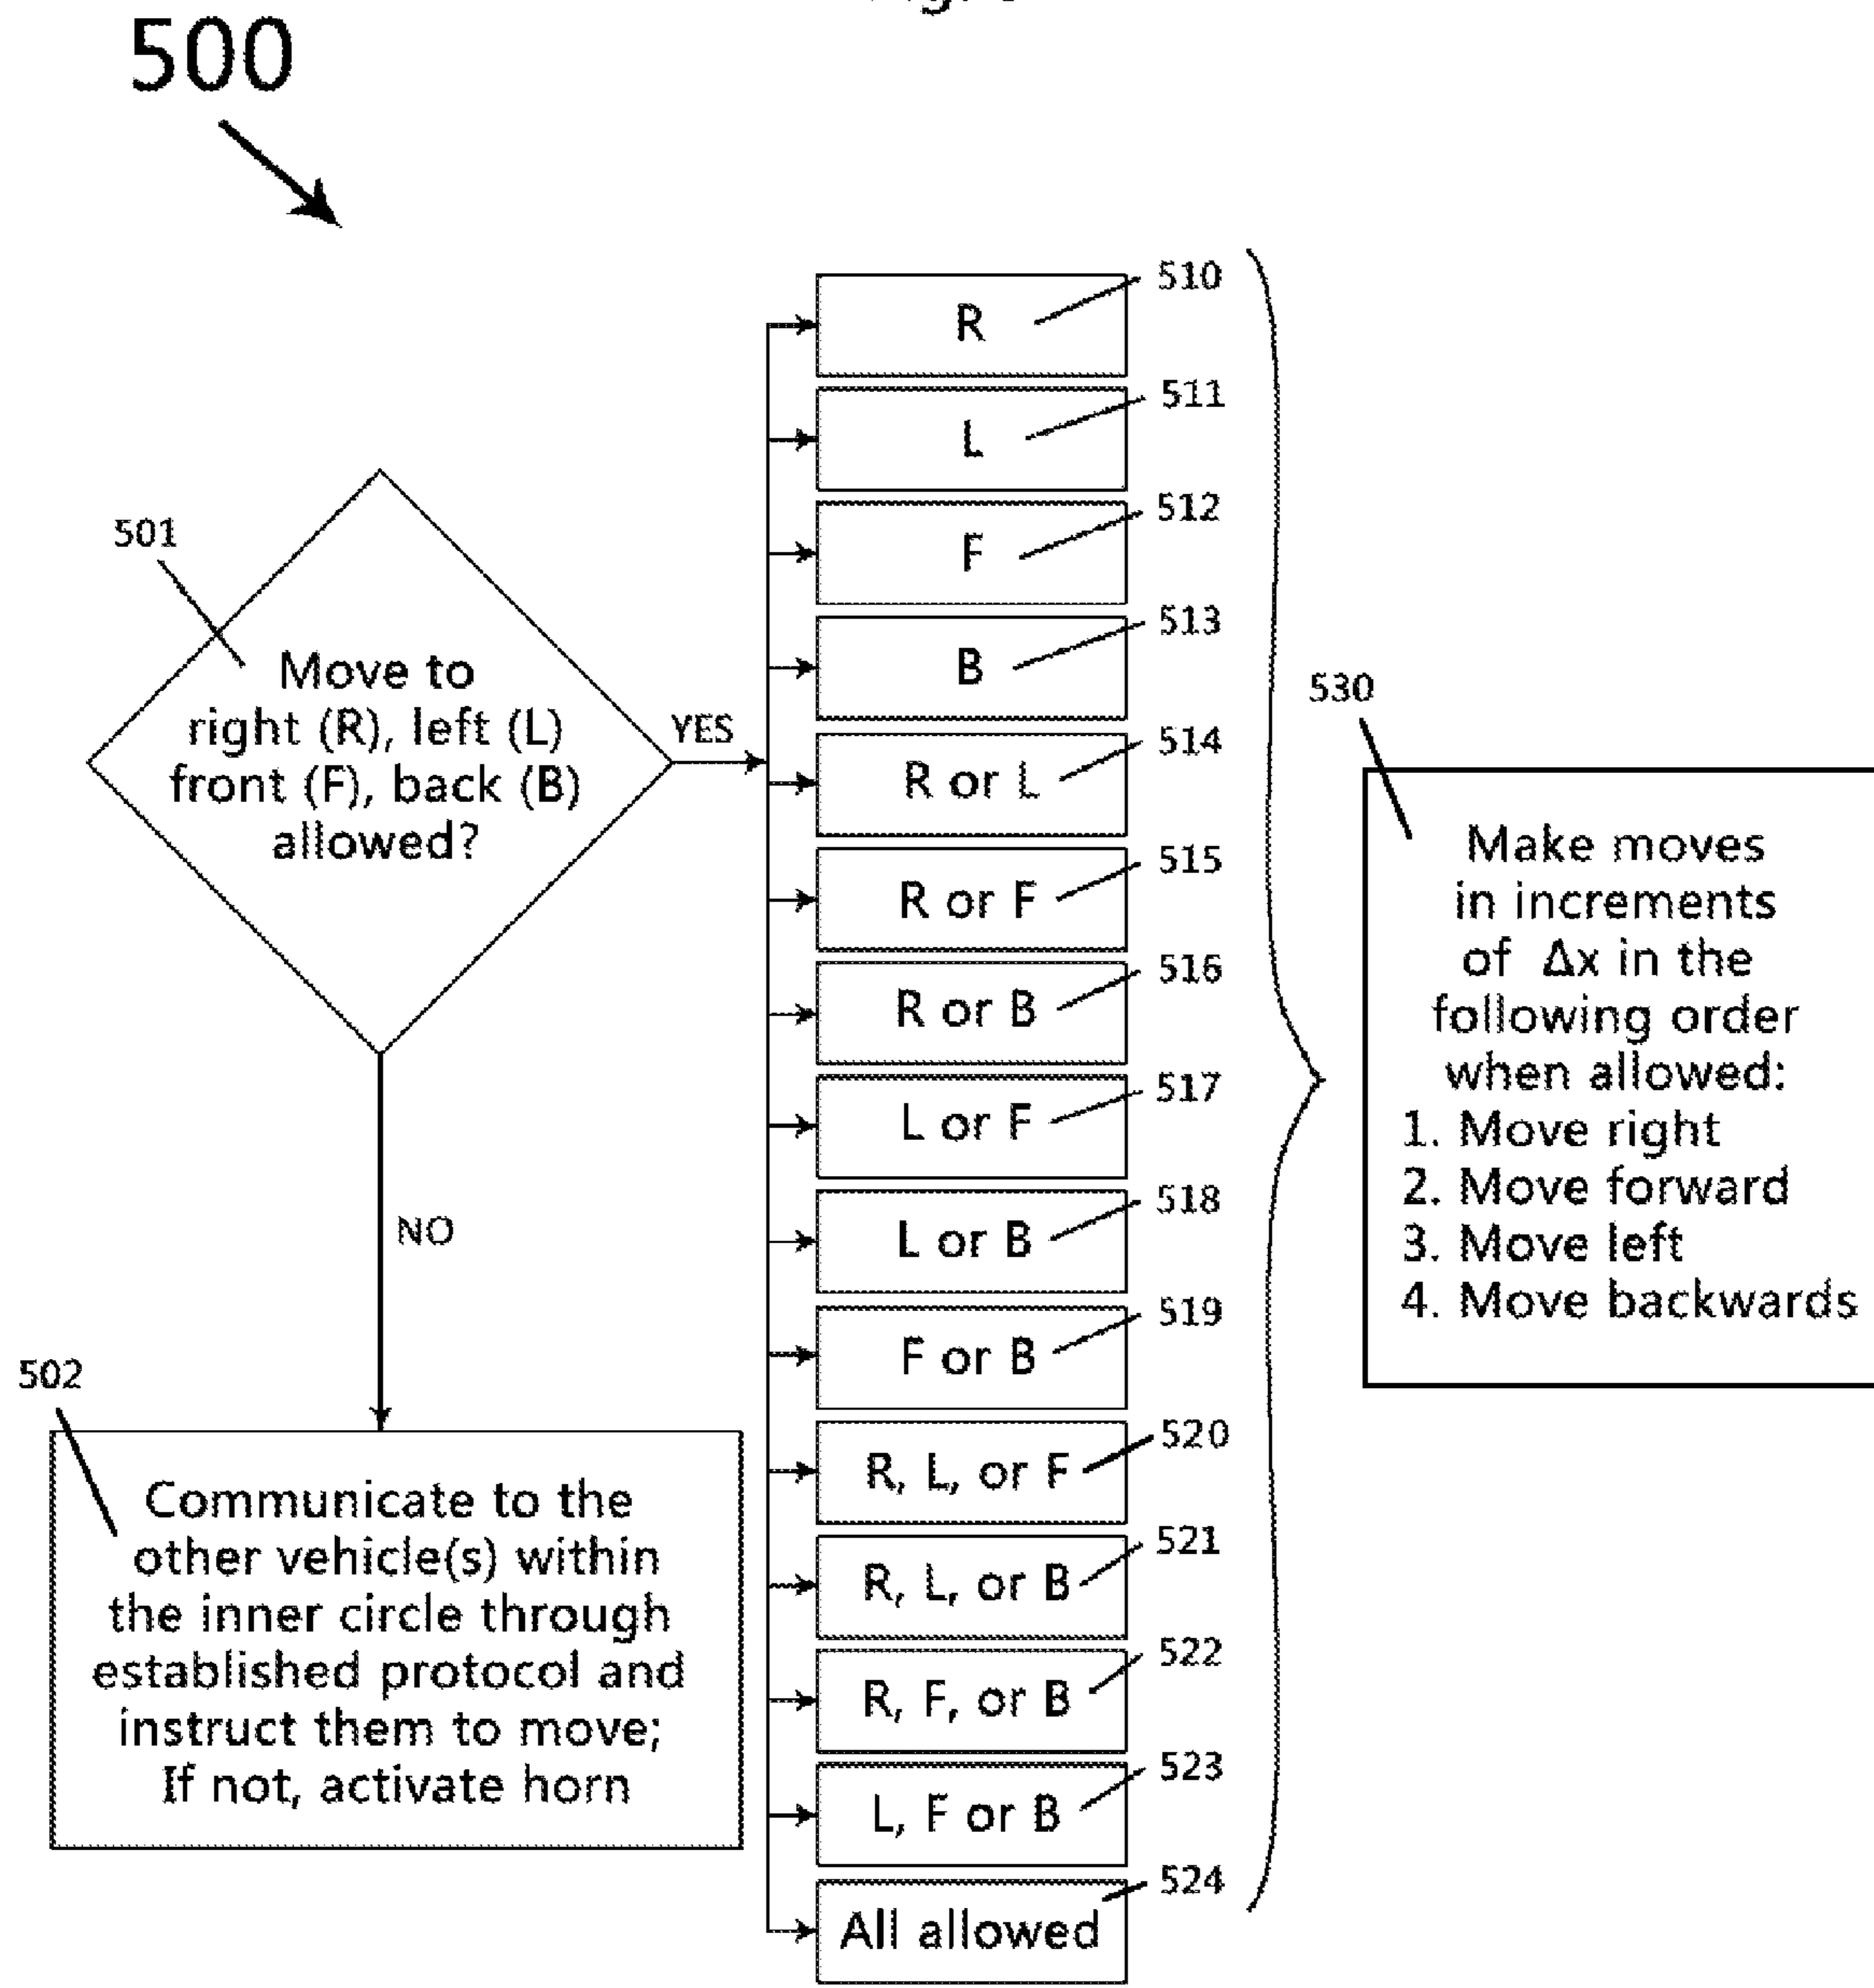 500
501
Move to
right (R), left (L)
front (F), back (B)
allowed?
YES
NO
502
Communicate to the
other vehicle(s) within
the inner circle through
established protocol and
instruct them to move;
If not, activate horn
R
510
L
511
F
512
B
513
R or L
514
R or F
515
R or B
516
L or F
517
L or B
518
F or B
519
R, L, or F
520
R, L, or B
521
R, F, or B
522
L, F or B
523
All allowed
524
530
Make moves
in increments
of Δx in the
following order
when allowed:
1. Move right
2. Move forward
3. Move left
4. Move backwards